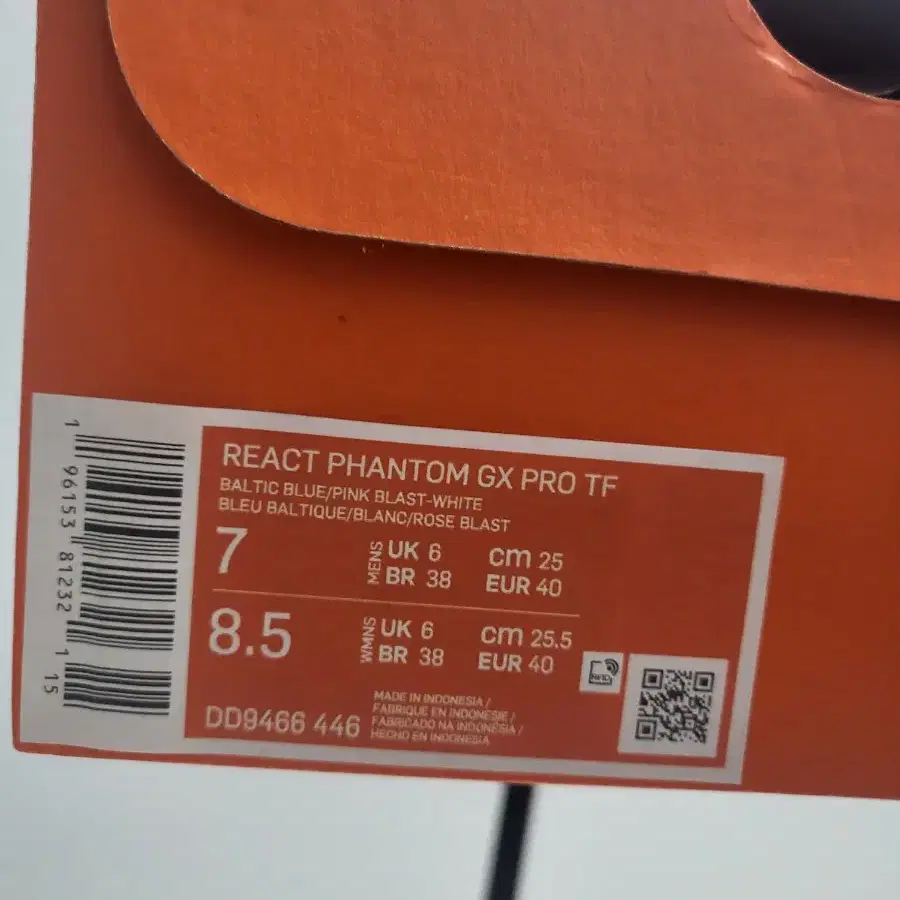 REACT PHANTOM GX PRO TF
BALTIC BLUE/PINK BLAST-WHITE
BLEU BALTIQUE/BLANC/ROSE BLAST
7 MENS UK 6 cm 25
BR 38 EUR 40
8.5 WMNS UK 6 cm 25.5
BR 38 EUR 40
DD9466 446
MADE IN INDONESIA /
FABRIQUE EN INDONESIE /
FABRICADO NA INDONESIA /
HECHO EN INDONESIA
RFID
1 96153 81232 1 15